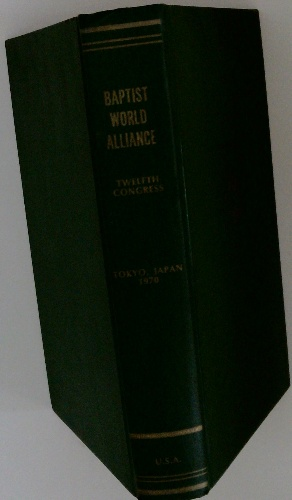 BAPTIST
WORLD
ALLIANCE
TWELFTH
CONGRESS
TOKYO, JAPAN
1970
U.S.A.